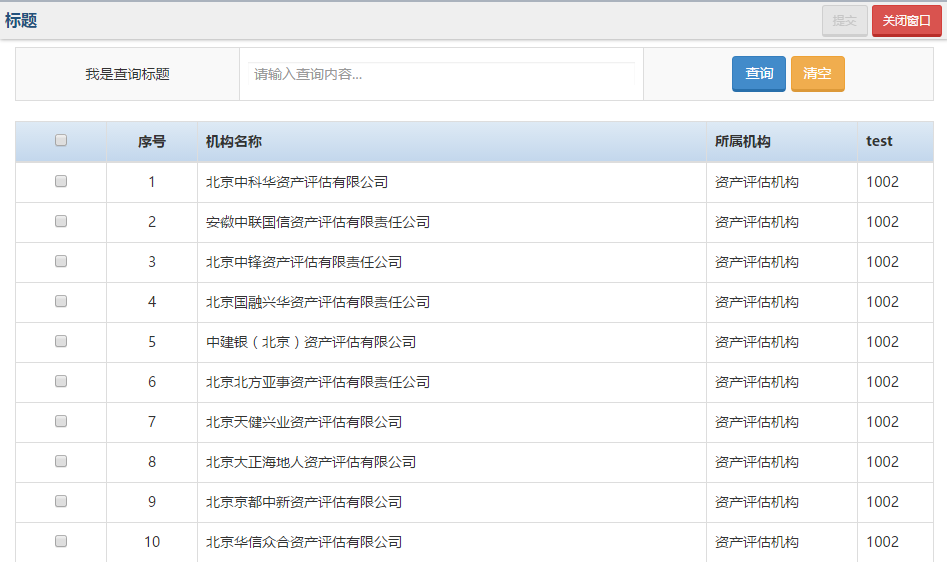 标题 提交 关闭窗口
我是查询标题 请输入查询内容... 查询 清空
序号 机构名称 所属机构 test
1 北京中科华资产评估有限公司 资产评估机构 1002
2 安徽中联国信资产评估有限责任公司 资产评估机构 1002
3 北京中锋资产评估有限责任公司 资产评估机构 1002
4 北京国融兴华资产评估有限责任公司 资产评估机构 1002
5 中建银（北京）资产评估有限公司 资产评估机构 1002
6 北京北方亚事资产评估有限责任公司 资产评估机构 1002
7 北京天健兴业资产评估有限公司 资产评估机构 1002
8 北京大正海地人资产评估有限公司 资产评估机构 1002
9 北京京都中新资产评估有限公司 资产评估机构 1002
10 北京华信众合资产评估有限公司 资产评估机构 1002